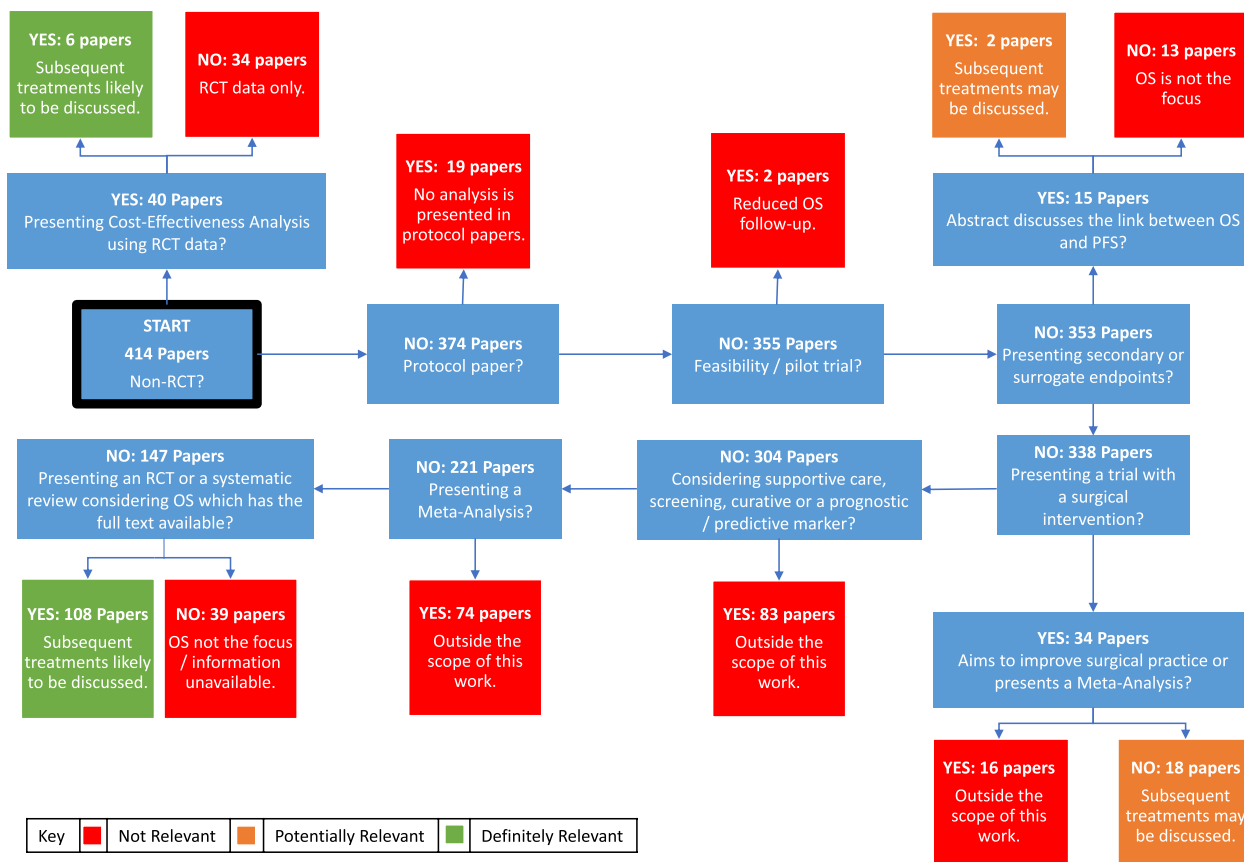 YES: 6 papers
Subsequent
treatments likely
to be discussed.
NO: 34 papers
RCT data only.
YES: 40 Papers
Presenting Cost-Effectiveness Analysis
using RCT data?
START
414 Papers
Non-RCT?
YES: 19 papers
No analysis is
presented in
protocol papers.
NO: 374 Papers
Protocol paper?
YES: 2 papers
Reduced OS
follow-up.
NO: 355 Papers
Feasibility / pilot trial?
YES: 2 papers
Subsequent
treatments may
be discussed.
NO: 13 papers
OS is not the
focus
YES: 15 Papers
Abstract discusses the link between OS
and PFS?
NO: 353 Papers
Presenting secondary or
surrogate endpoints?
NO: 338 Papers
Presenting a trial with
a surgical
intervention?
NO: 304 Papers
Considering supportive care,
screening, curative or a prognostic
/ predictive marker?
NO: 221 Papers
Presenting a
Meta-Analysis?
NO: 147 Papers
Presenting an RCT or a systematic
review considering OS which has the
full text available?
YES: 108 Papers
Subsequent
treatments likely
to be discussed.
NO: 39 papers
OS not the focus
/ information
unavailable.
YES: 74 papers
Outside the
scope of this
work.
YES: 83 papers
Outside the
scope of this
work.
YES: 34 Papers
Aims to improve surgical practice or
presents a Meta-Analysis?
YES: 16 papers
Outside the
scope of this
work.
NO: 18 papers
Subsequent
treatments may
be discussed.
Key Not Relevant Potentially Relevant Definitely Relevant